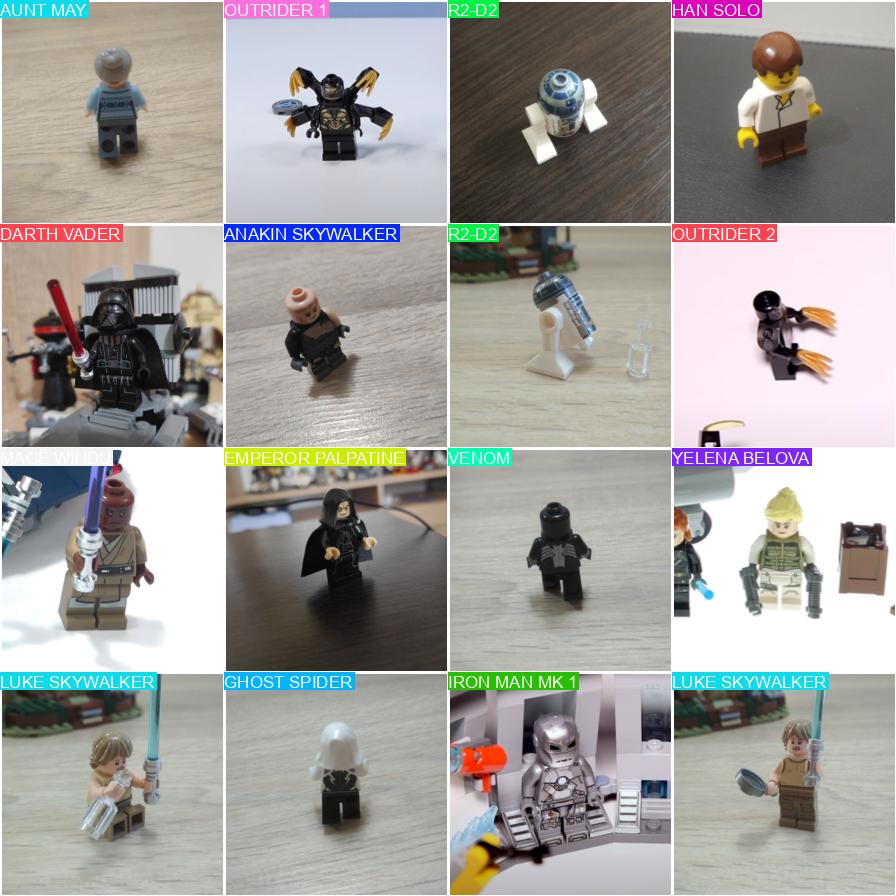 AUNT MAY
OUTRIDER 1
R2-D2
HAN SOLO
DARTH VADER
ANAKIN SKYWALKER
R2-D2
OUTRIDER 2
MACE WINDU
EMPEROR PALPATINE
VENOM
YELENA BELOVA
LUKE SKYWALKER
GHOST SPIDER
IRON MAN MK 1
LUKE SKYWALKER